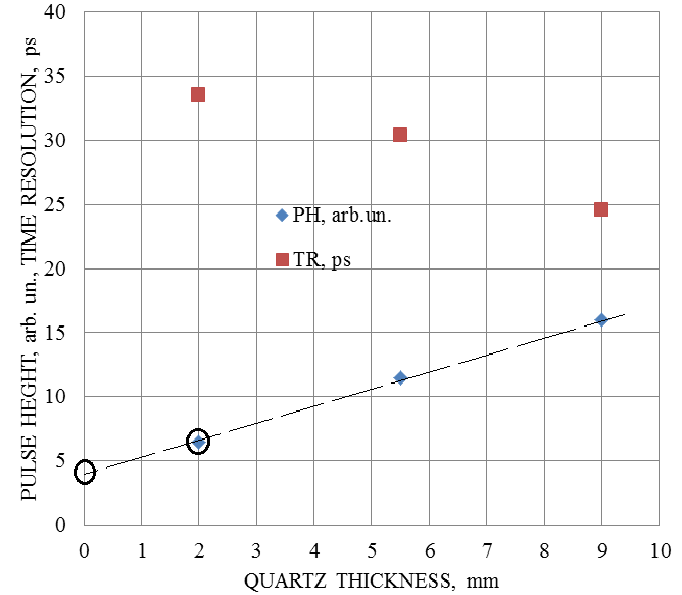 40
35
30
25
20
15
10
5
0
PULSE HEGHT, arb. un., TIME RESOLUTION, ps
PH, arb.un.
TR, ps
0 1 2 3 4 5 6 7 8 9 10
QUARTZ THICKNESS, mm